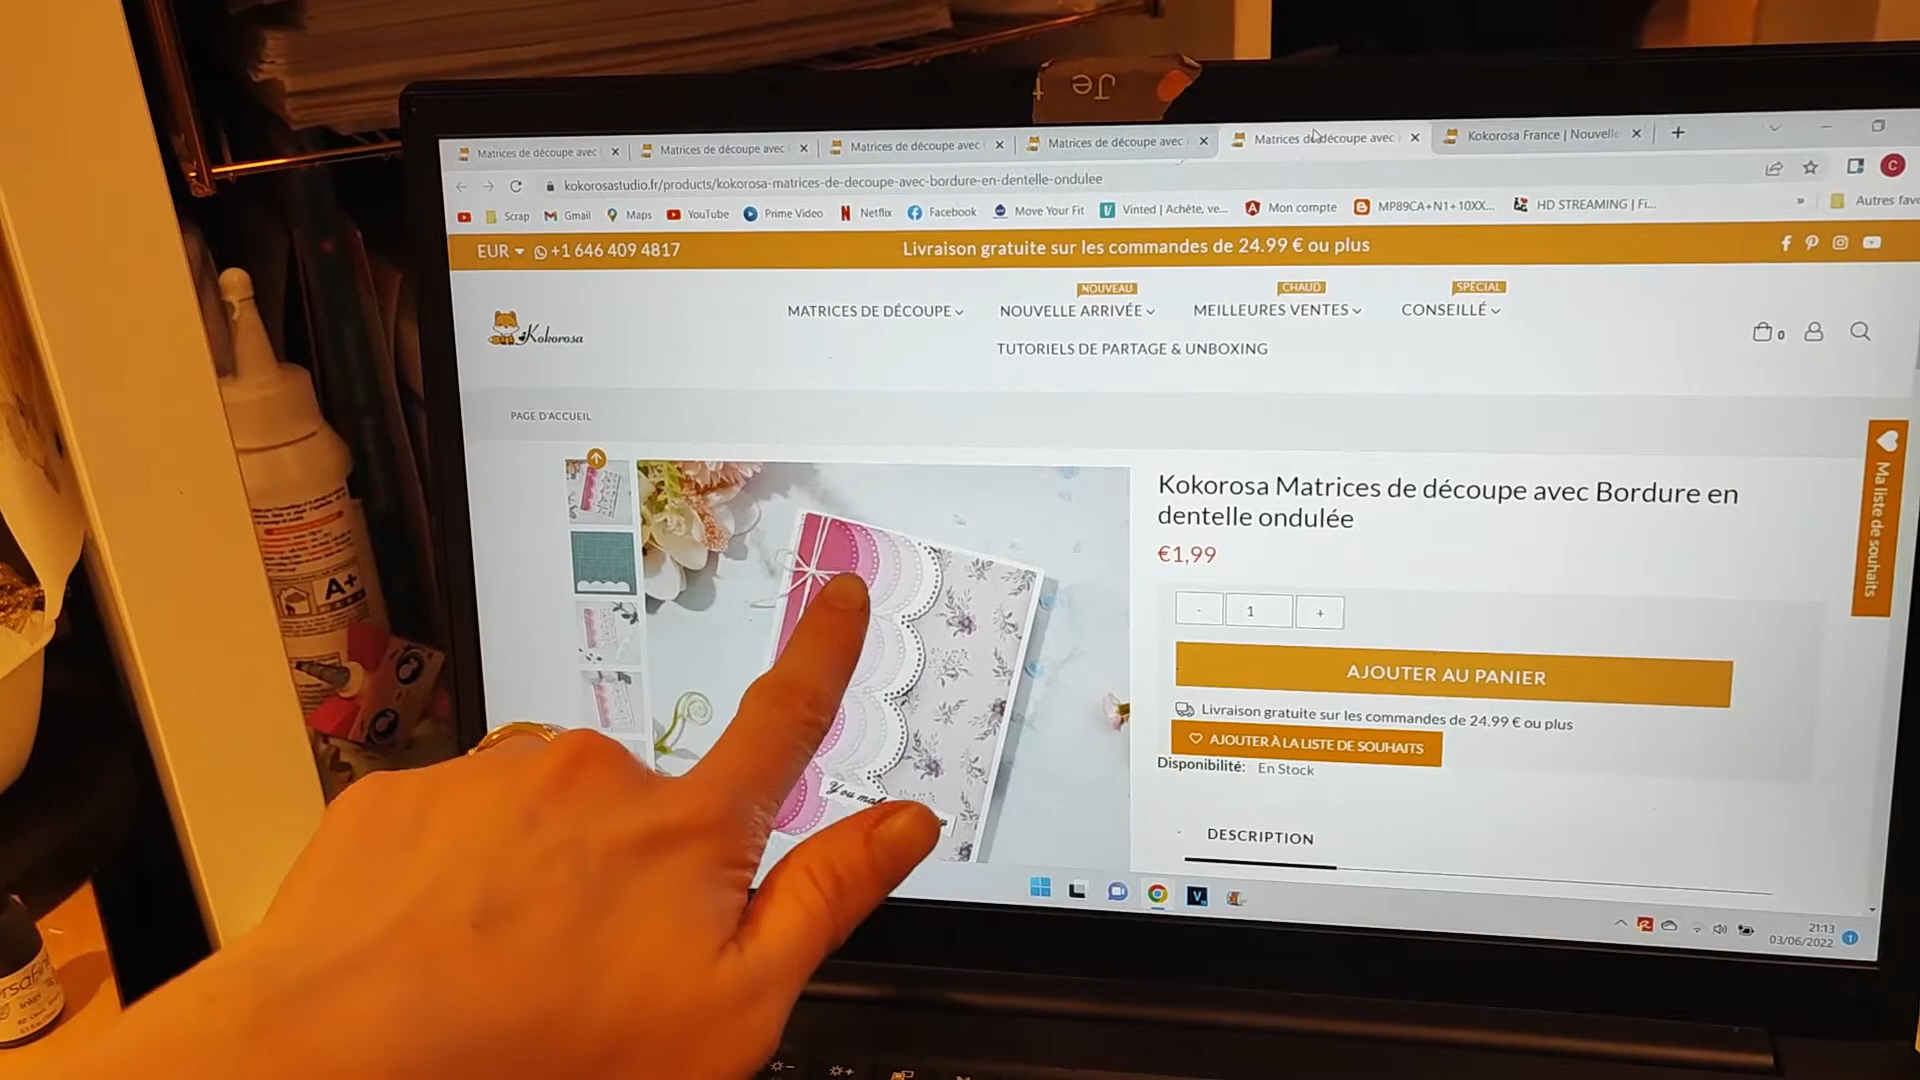 Je
Matrices de découpe avec
Matrices de découpe avec
Matrices de découpe avec
Matrices de découpe avec
Matrices de découpe avec
Kokorosa France | Nouvelle
kokorosastudio.fr/products/kokorosa-matrices-de-decoupe-avec-bordure-en-dentelle-ondulee
C
Scrap
Gmail
Maps
YouTube
Prime Video
Netflix
Facebook
Move Your Fit
Vinted | Achète, ve...
Mon compte
MP89CA+N1+10XX...
HD STREAMING | Fi...
Autres favo
EUR
+1 646 409 4817
Livraison gratuite sur les commandes de 24.99 € ou plus
NOUVEAU
CHAUD
SPÉCIAL
MATRICES DE DÉCOUPE
NOUVELLE ARRIVÉE
MEILLEURES VENTES
CONSEILLÉ
Kokorosa
TUTORIELS DE PARTAGE & UNBOXING
0
PAGE D'ACCUEIL
Ma liste de souhaits
Kokorosa Matrices de découpe avec Bordure en
dentelle ondulée
€1,99
- 1 +
AJOUTER AU PANIER
Livraison gratuite sur les commandes de 24.99 € ou plus
AJOUTER À LA LISTE DE SOUHAITS
Disponibilité: En Stock
You
DESCRIPTION
21:13
03/06/2022
1
A+